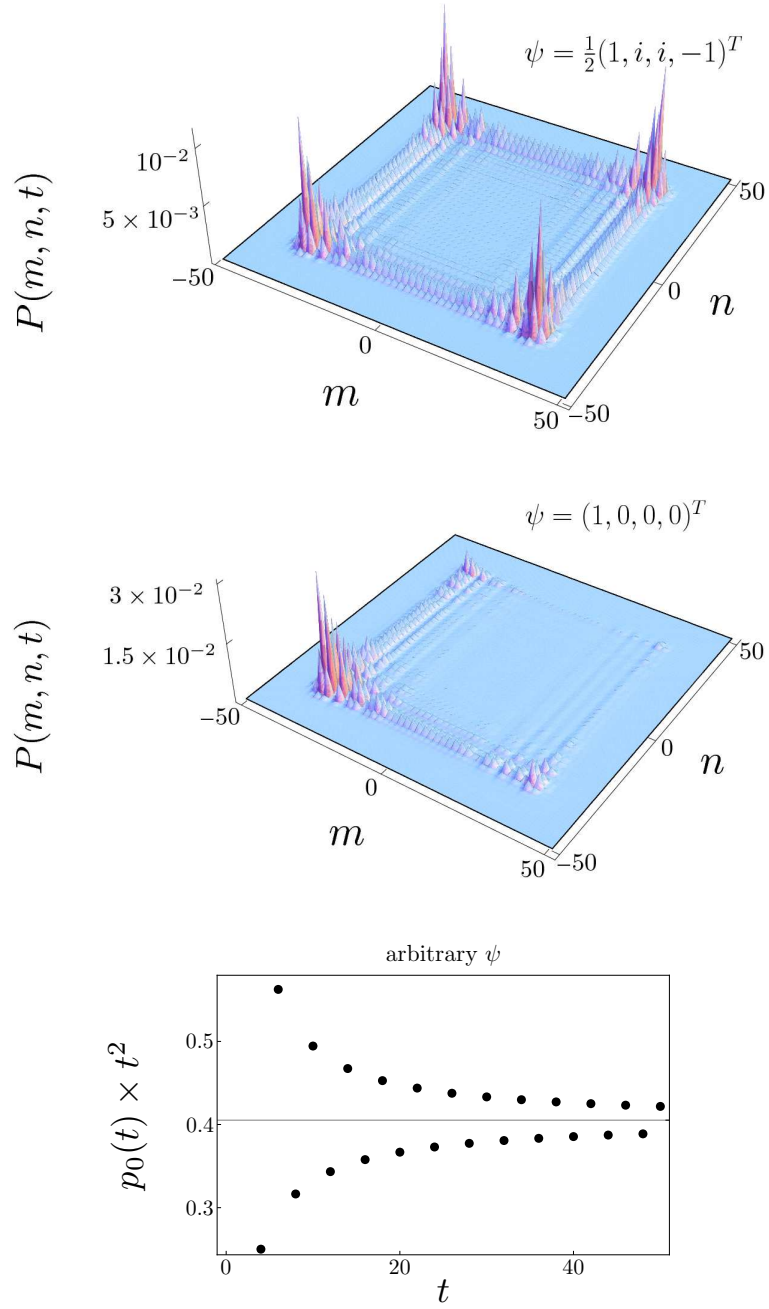 ψ = 1/2(1, i, i, −1)^T
10^−2
5 × 10^−3
P(m, n, t)
−50
0
50
m
−50
0
50
n
ψ = (1, 0, 0, 0)^T
3 × 10^−2
1.5 × 10^−2
P(m, n, t)
−50
0
50
m
−50
0
50
n
arbitrary ψ
0.5
0.4
0.3
p_0(t) × t^2
0 20 40
t